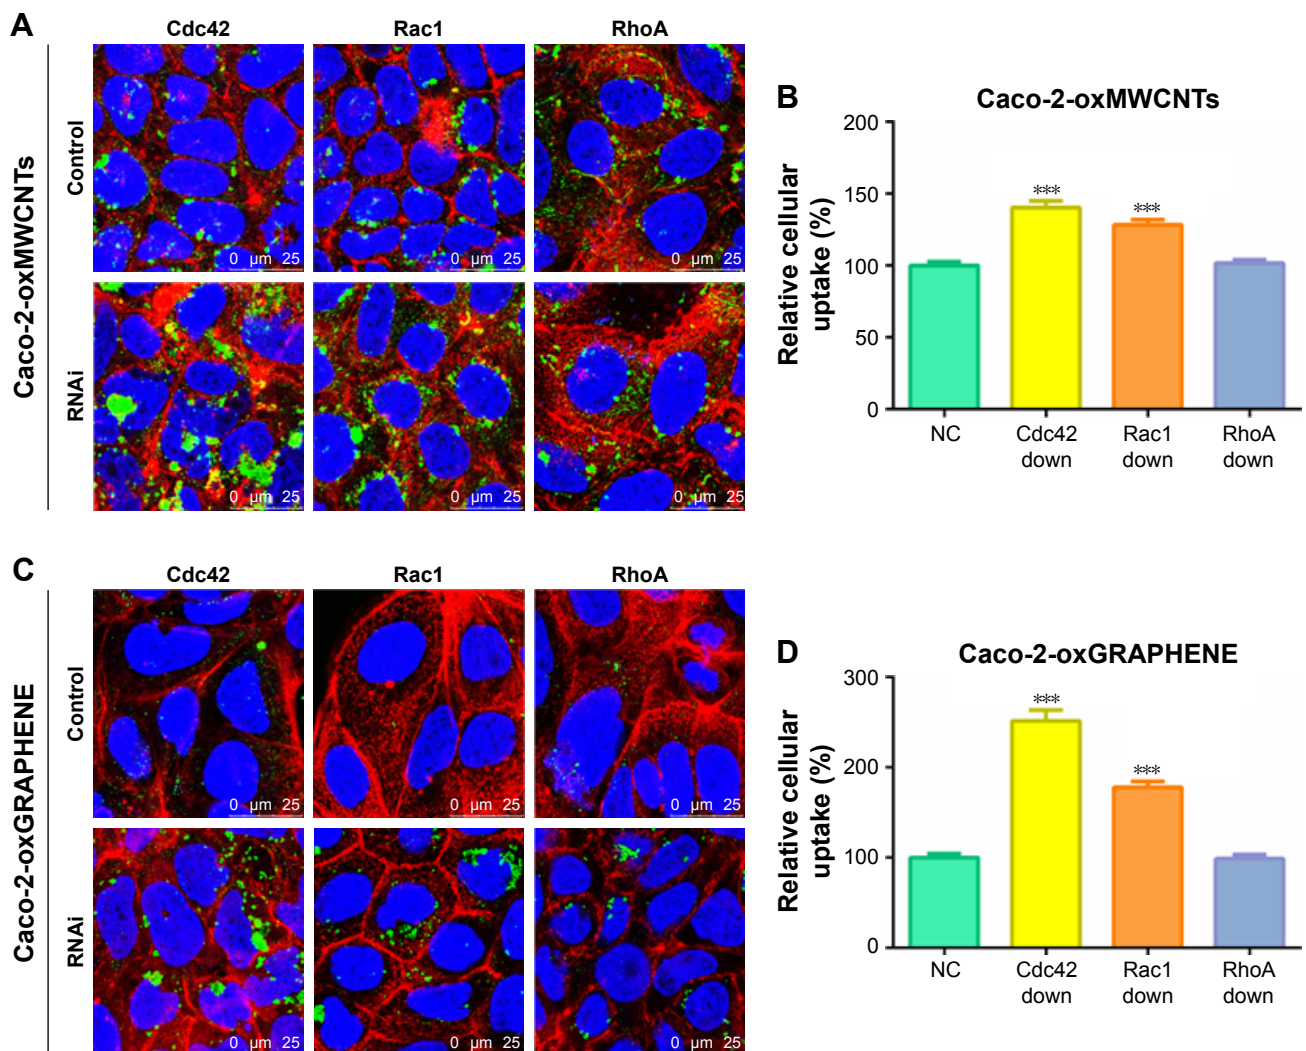 A
Cdc42 Rac1 RhoA
Caco-2-oxMWCNTs
Control
0 µm 25 0 µm 25 0 µm 25
RNAi
0 µm 25 0 µm 25 0 µm 25
B
Caco-2-oxMWCNTs
Relative cellular
uptake (%)
200
150
100
50
0
***
***
NC Cdc42 Rac1 RhoA
down down down
C
Cdc42 Rac1 RhoA
Caco-2-oxGRAPHENE
Control
0 µm 25 0 µm 25 0 µm 25
RNAi
0 µm 25 0 µm 25 0 µm 25
D
Caco-2-oxGRAPHENE
Relative cellular
uptake (%)
300
200
100
0
***
***
NC Cdc42 Rac1 RhoA
down down down